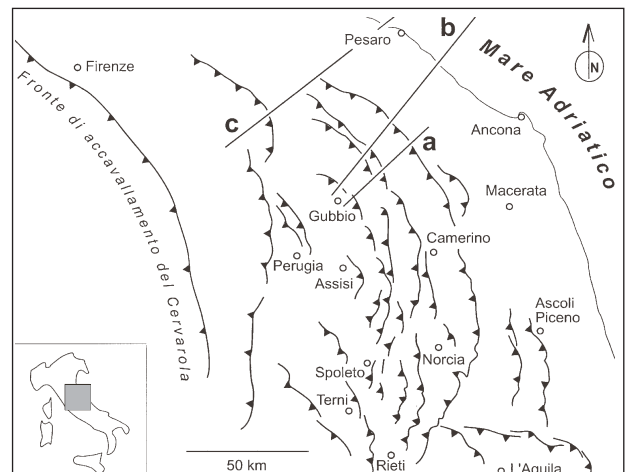 Pesaro
b
Mare Adriatico
N
Firenze
Fronte di accavallamento del Cervarola
c
a
Ancona
Macerata
Gubbio
Camerino
Perugia
Assisi
Ascoli
Piceno
Norcia
Spoleto
Terni
50 km
Rieti
L'Aquila